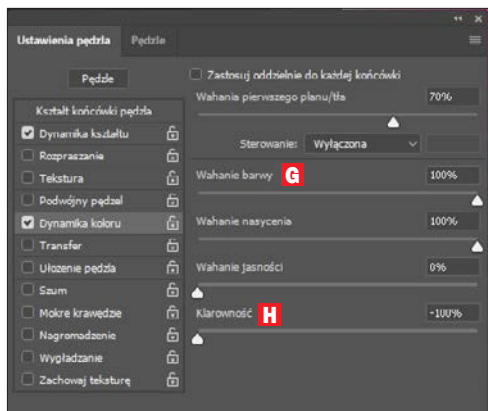 Ustawienia pędzla Pędzle
Pędzle
Kształt końcówki pędzla
Dynamika kształtu
Rozpraszanie
Tekstura
Podwójny pędzel
Dynamika koloru
Transfer
Ułożenie pędzla
Szum
Mokre krawędzie
Nagromadzenie
Wygładzanie
Zachowaj teksturę
Zastosuj oddzielnie do każdej końcówki
Wahania pierwszego planu/tła 70%
Sterowanie: Wyłączona
Wahanie barwy G 100%
Wahanie nasycenia 100%
Wahanie jasności 0%
Klarowność H -100%